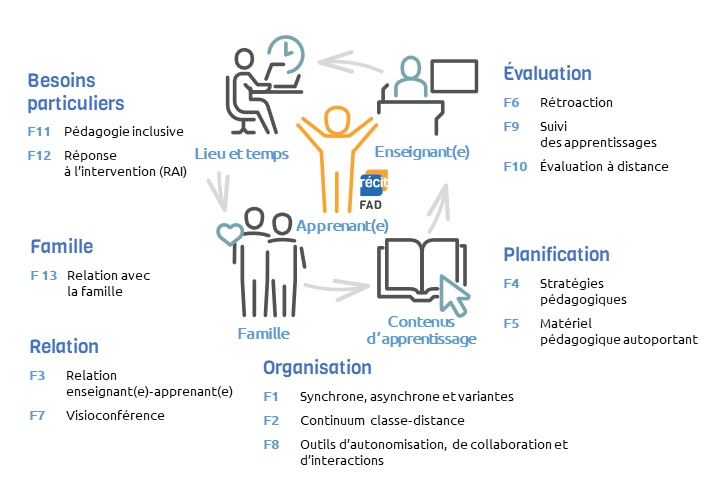 Besoins
particuliers
F11 Pédagogie inclusive
F12 Réponse
à l'intervention (RAI)
Lieu et temps
Enseignant(e)
récit
FAD
Apprenant(e)
Famille
Contenus
d'apprentissage
Évaluation
F6 Rétroaction
F9 Suivi
des apprentissages
F10 Évaluation à distance
Famille
F 13 Relation avec
la famille
Planification
F4 Stratégies
pédagogiques
F5 Matériel
pédagogique autoportant
Relation
F3 Relation
enseignant(e)-apprenant(e)
F7 Visioconférence
Organisation
F1 Synchrone, asynchrone et variantes
F2 Continuum classe-distance
F8 Outils d'autonomisation, de collaboration et
d'interactions